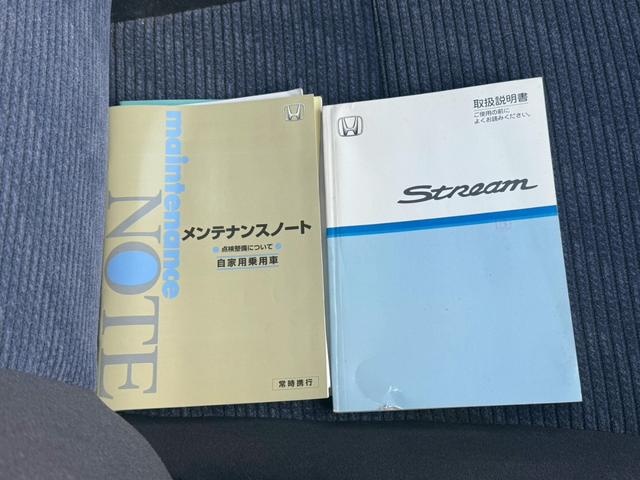 maintenance
NOTE
メンテナンスノート
点検整備について
自家用乗用車
常時携行
取扱説明書
ご使用の前に
よくお読みください。
Stream